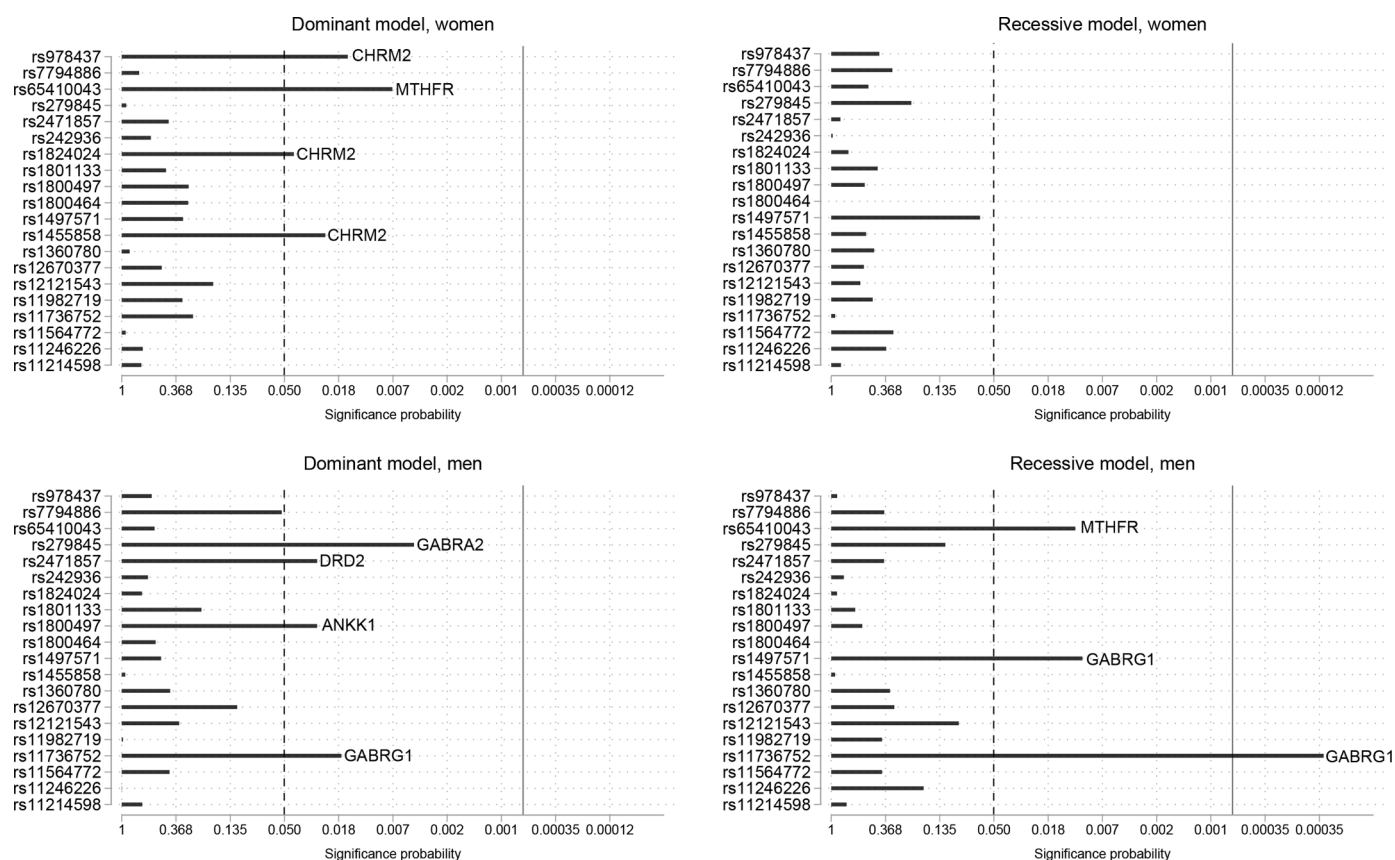 Dominant model, women
rs978437 CHRM2
rs7794886
rs65410043 MTHFR
rs279845
rs2471857
rs242936
rs1824024 CHRM2
rs1801133
rs1800497
rs1800464
rs1497571
rs1455858 CHRM2
rs1360780
rs12670377
rs12121543
rs11982719
rs11736752
rs11564772
rs11246226
rs11214598
1 0.368 0.135 0.050 0.018 0.007 0.002 0.001 0.00035 0.00012
Significance probability
Recessive model, women
rs978437
rs7794886
rs65410043
rs279845
rs2471857
rs242936
rs1824024
rs1801133
rs1800497
rs1800464
rs1497571
rs1455858
rs1360780
rs12670377
rs12121543
rs11982719
rs11736752
rs11564772
rs11246226
rs11214598
1 0.368 0.135 0.050 0.018 0.007 0.002 0.001 0.00035 0.00012
Significance probability
Dominant model, men
rs978437
rs7794886
rs65410043
rs279845 GABRA2
rs2471857 DRD2
rs242936
rs1824024
rs1801133
rs1800497 ANKK1
rs1800464
rs1497571
rs1455858
rs1360780
rs12670377
rs12121543
rs11982719
rs11736752 GABRG1
rs11564772
rs11246226
rs11214598
1 0.368 0.135 0.050 0.018 0.007 0.002 0.001 0.00035 0.00012
Significance probability
Recessive model, men
rs978437
rs7794886
rs65410043 MTHFR
rs279845
rs2471857
rs242936
rs1824024
rs1801133
rs1800497
rs1800464
rs1497571 GABRG1
rs1455858
rs1360780
rs12670377
rs12121543
rs11982719
rs11736752 GABRG1
rs11564772
rs11246226
rs11214598
1 0.368 0.135 0.050 0.018 0.007 0.002 0.001 0.00035 0.00035
Significance probability